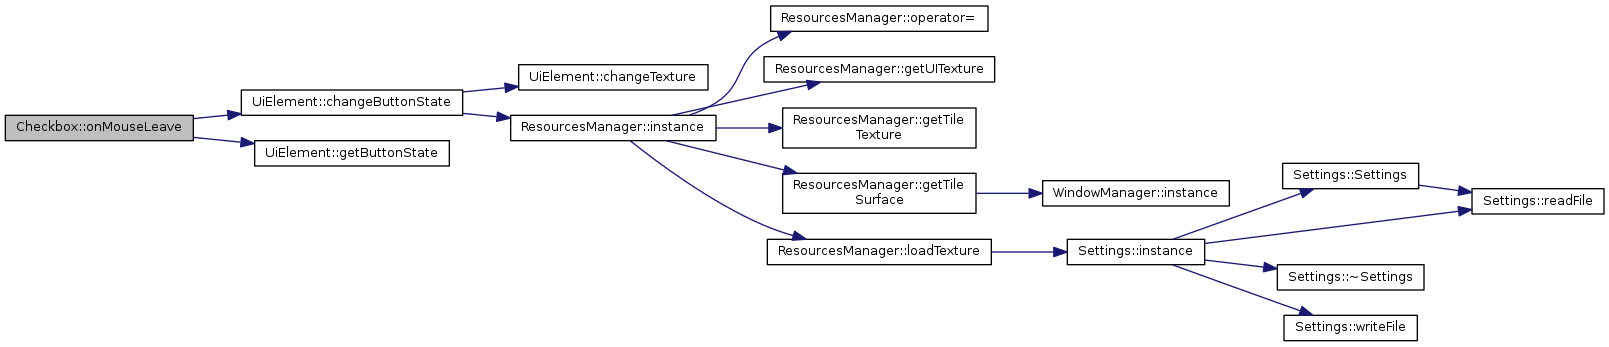 Checkbox::onMouseLeave
UiElement::changeButtonState
UiElement::getButtonState
UiElement::changeTexture
ResourcesManager::instance
ResourcesManager::operator=
ResourcesManager::getUITexture
ResourcesManager::getTile
Texture
ResourcesManager::getTile
Surface
ResourcesManager::loadTexture
WindowManager::instance
Settings::instance
Settings::Settings
Settings::~Settings
Settings::writeFile
Settings::readFile